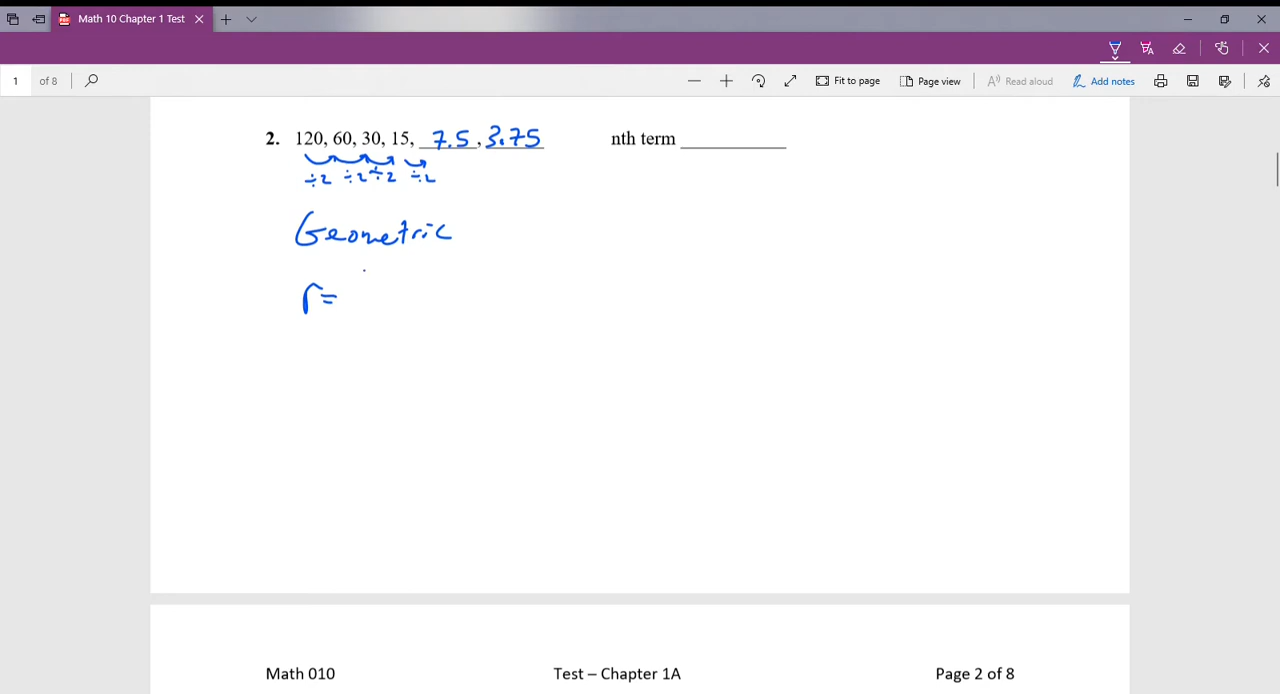 Math 10 Chapter 1 Test
1 of 8
Fit to page Page view Read aloud Add notes
2. 120, 60, 30, 15, 7.5, 3.75 nth term
÷2 ÷2 ÷2 ÷2
Geometric
r=
Math 010 Test – Chapter 1A Page 2 of 8